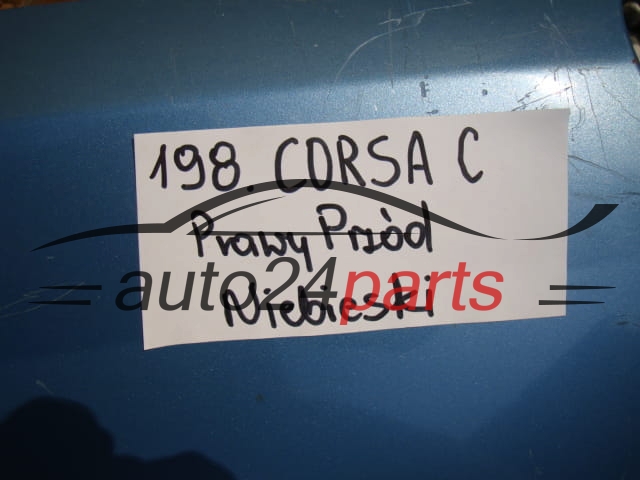 198. CORSA C
Prawy Przód
auto24parts
Niebieski